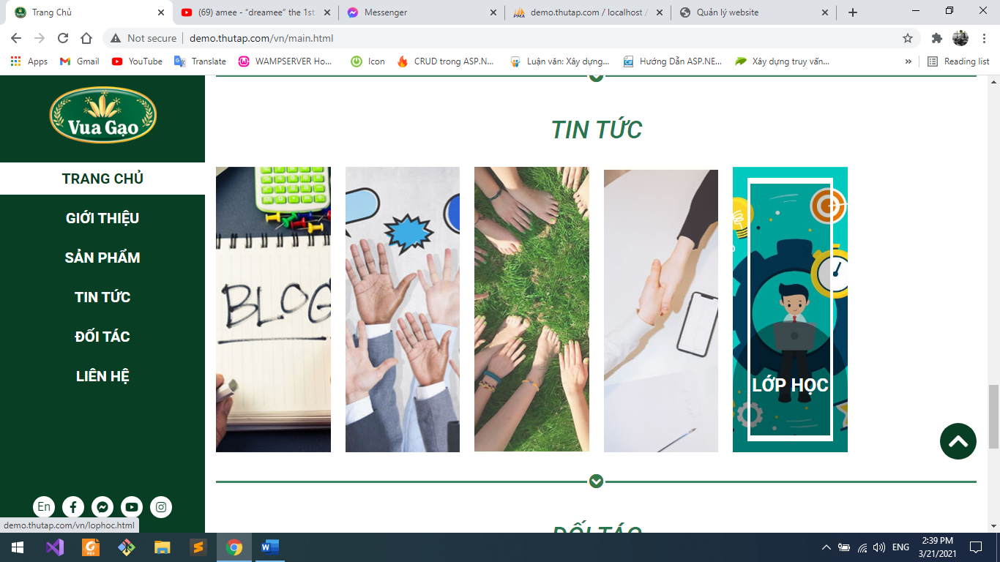 Trang Chủ
(69) amee - “dreamee” the 1st
Messenger
demo.thutap.com / localhost /
Quản lý website
Not secure
demo.thutap.com/vn/main.html
Apps
Gmail
YouTube
Translate
WAMPSERVER Ho...
Icon
CRUD trong ASP.N...
Luận văn: Xây dựng...
Hướng Dẫn ASP.NE...
Xây dựng truy vấn...
»
Reading list
Vua Gạo
TRANG CHỦ
GIỚI THIỆU
SẢN PHẨM
TIN TỨC
ĐỐI TÁC
LIÊN HỆ
En
demo.thutap.com/vn/lophoc.html
TIN TỨC
BLOG
LỚP HỌC
ĐỐI TÁC
PMA
PDF
ENG
2:39 PM
3/21/2021